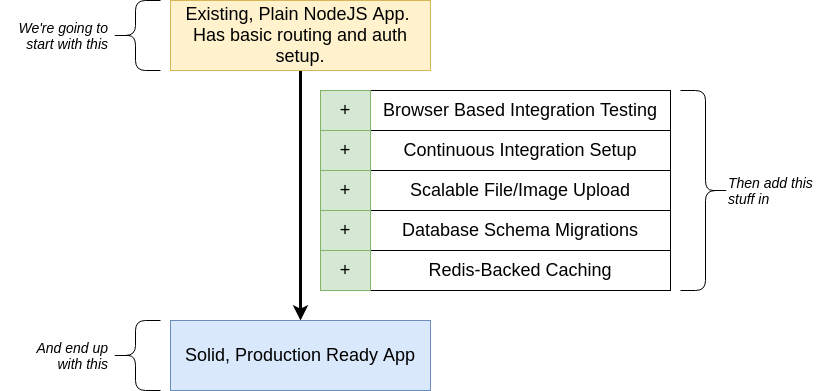 We're going to
start with this
Existing, Plain NodeJS App.
Has basic routing and auth
setup.
+ Browser Based Integration Testing
+ Continuous Integration Setup
+ Scalable File/Image Upload
+ Database Schema Migrations
+ Redis-Backed Caching
Then add this
stuff in
And end up
with this
Solid, Production Ready App